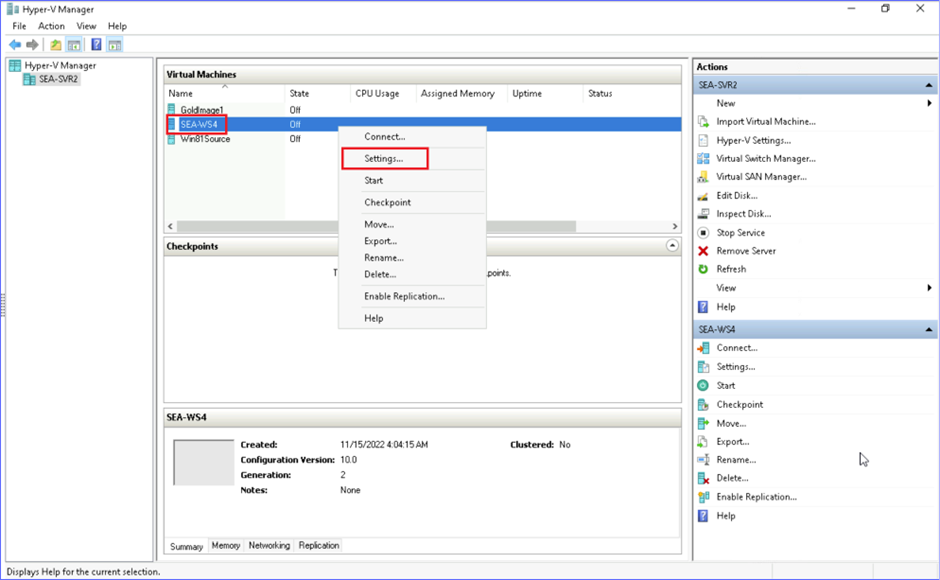 Hyper-V Manager
File Action View Help
Hyper-V Manager
SEA-SVR2
Virtual Machines
Name State CPU Usage Assigned Memory Uptime Status
GoldImage1 Off
SEA-WS4 Off
Win81Source Off
Connect...
Settings...
Start
Checkpoint
Move...
Export...
Rename...
Delete...
Enable Replication...
Help
Checkpoints
SEA-WS4
Created: 11/15/2022 4:04:15 AM Clustered: No
Configuration Version: 10.0
Generation: 2
Notes: None
Summary Memory Networking Replication
Actions
SEA-SVR2
New
Import Virtual Machine...
Hyper-V Settings...
Virtual Switch Manager...
Virtual SAN Manager...
Edit Disk...
Inspect Disk...
Stop Service
Remove Server
Refresh
View
Help
SEA-WS4
Connect...
Settings...
Start
Checkpoint
Move...
Export...
Rename...
Delete...
Enable Replication...
Help
Displays Help for the current selection.